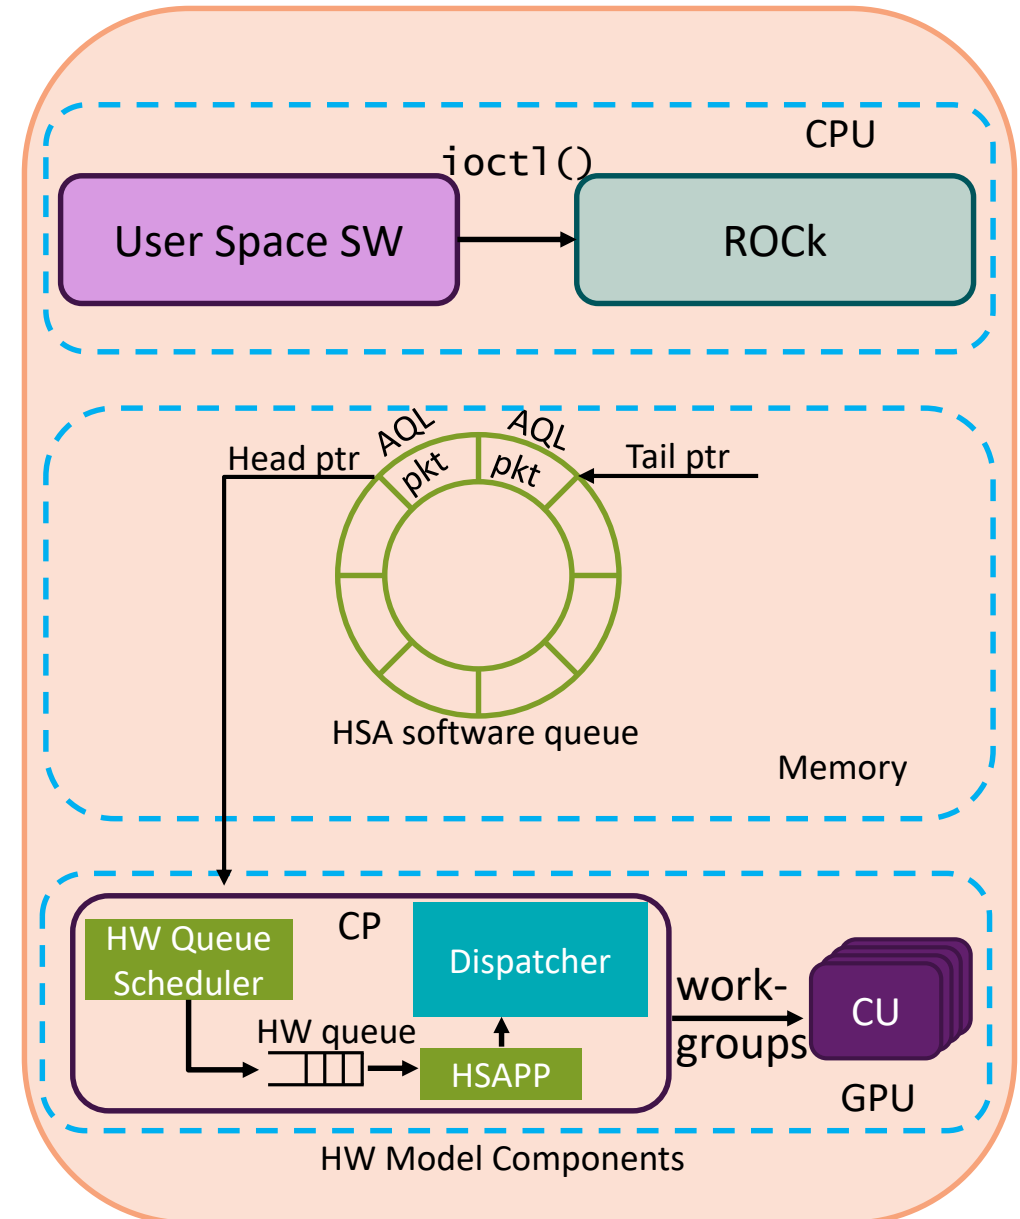 CPU
ioctl()
User Space SW
ROCk
AQL
AQL
Head ptr
pkt
pkt
Tail ptr
HSA software queue
Memory
CP
HW Queue
Scheduler
Dispatcher
HW queue
HSAPP
work-
groups
CU
GPU
HW Model Components